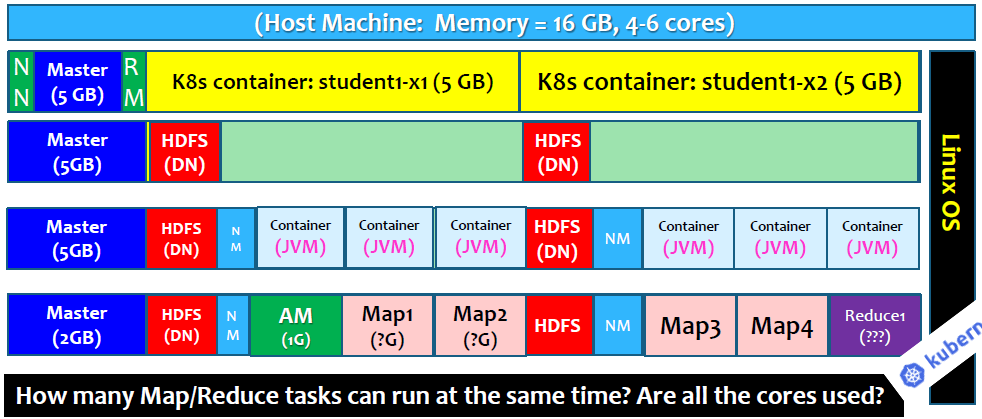 (Host Machine: Memory = 16 GB, 4-6 cores)
N
N
Master
(5 GB)
R
M
K8s container: student1-x1 (5 GB)
K8s container: student1-x2 (5 GB)
Master
(5GB)
HDFS
(DN)
HDFS
(DN)
Linux OS
Master
(5GB)
HDFS
(DN)
N
M
Container
(JVM)
Container
(JVM)
Container
(JVM)
HDFS
(DN)
NM
Container
(JVM)
Container
(JVM)
Container
(JVM)
Master
(2GB)
HDFS
(DN)
N
M
AM
(1G)
Map1
(?G)
Map2
(?G)
HDFS
NM
Map3
Map4
Reduce1
(???)
kubern
How many Map/Reduce tasks can run at the same time? Are all the cores used?